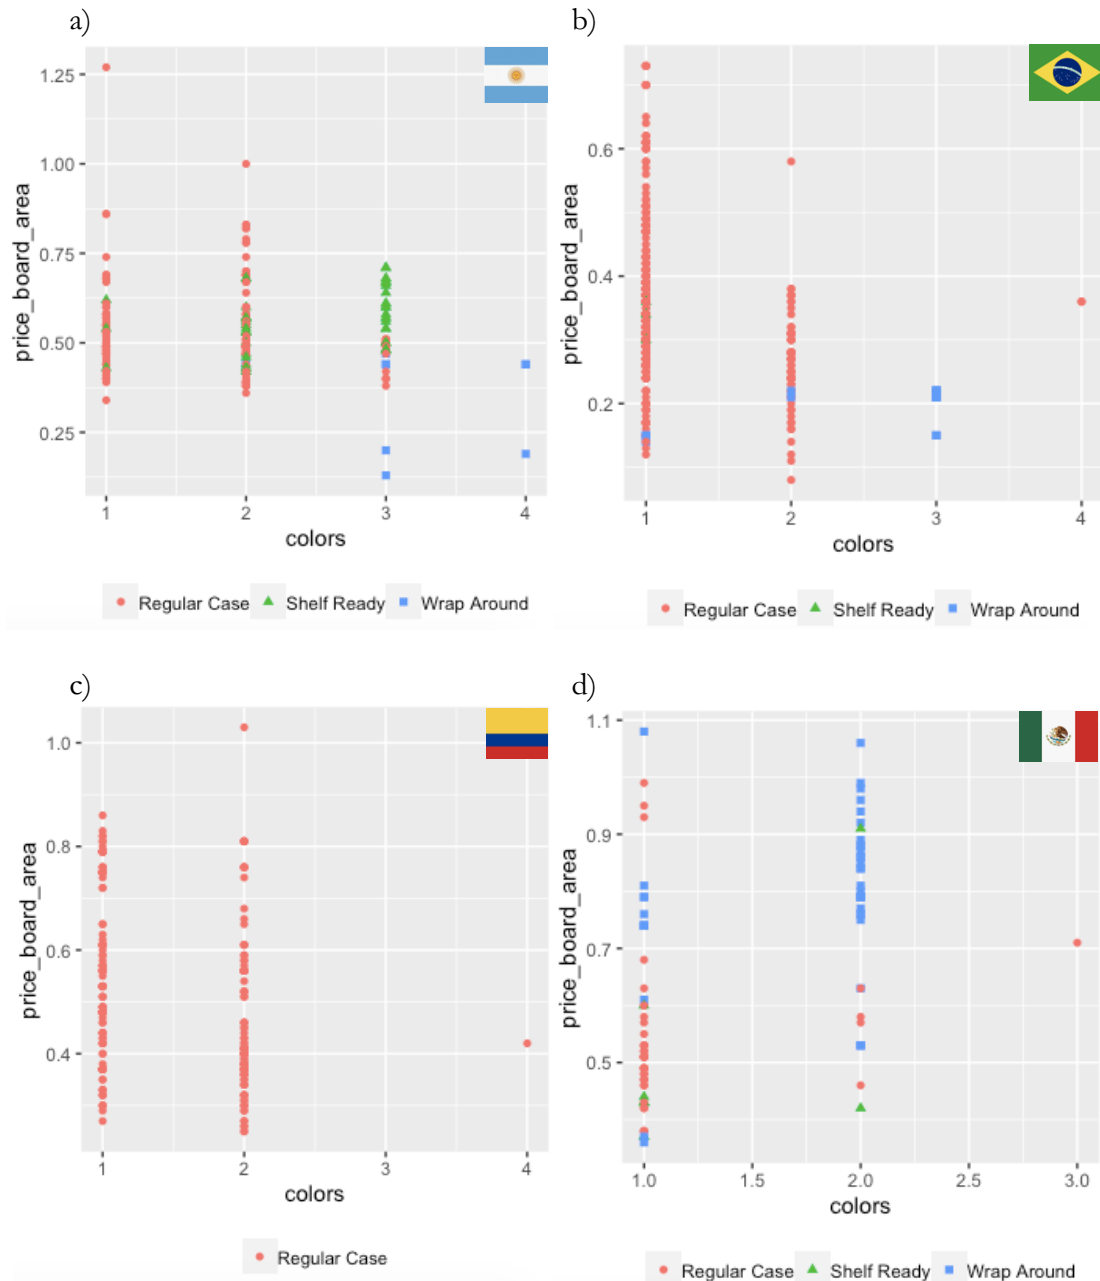 a)
1.25
1.00
0.75
0.50
0.25
price_board_area
1 2 3 4
colors
Regular Case Shelf Ready Wrap Around
b)
0.6
0.4
0.2
price_board_area
1 2 3 4
colors
Regular Case Shelf Ready Wrap Around
c)
1.0
0.8
0.6
0.4
price_board_area
1 2 3 4
colors
Regular Case
d)
1.1
0.9
0.7
0.5
price_board_area
1.0 1.5 2.0 2.5 3.0
colors
Regular Case Shelf Ready Wrap Around